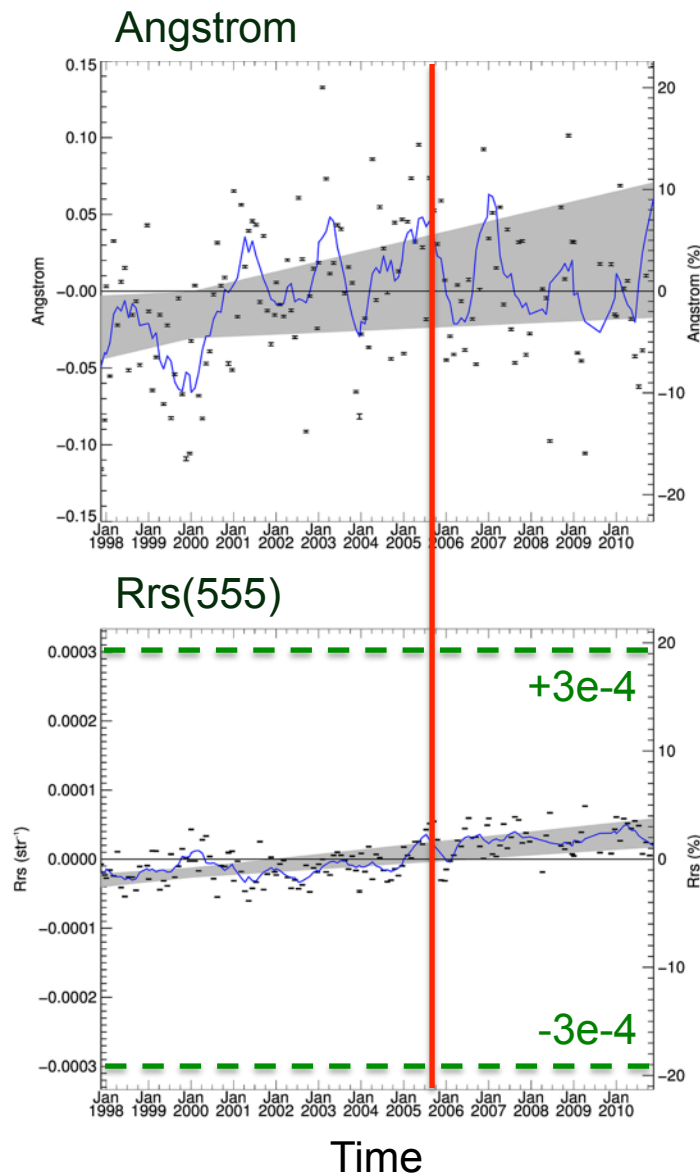 Angstrom
0.15
0.10
0.05
−0.00
−0.05
−0.10
−0.15
Angstrom
20
10
0
−10
−20
Angstrom (%)
Jan Jan Jan Jan Jan Jan Jan Jan Jan Jan Jan Jan Jan
1998 1999 2000 2001 2002 2003 2004 2005 2006 2007 2008 2009 2010
Rrs(555)
0.0003
0.0002
0.0001
0.0000
−0.0001
−0.0002
−0.0003
Rrs (str⁻¹)
+3e-4
-3e-4
20
10
0
−10
−20
Rrs (%)
Jan Jan Jan Jan Jan Jan Jan Jan Jan Jan Jan Jan Jan
1998 1999 2000 2001 2002 2003 2004 2005 2006 2007 2008 2009 2010
Time